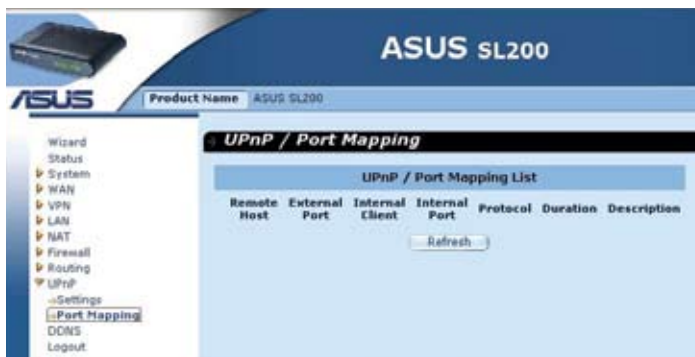 ASUS SL200
ASUS
Product Name ASUS SL200
Wizard
Status
System
WAN
VPN
LAN
NAT
Firewall
Routing
UPnP
Settings
Port Mapping
DDNS
Logout
UPnP / Port Mapping
UPnP / Port Mapping List
Remote Host External Port Internal Client Internal Port Protocol Duration Description
Refresh